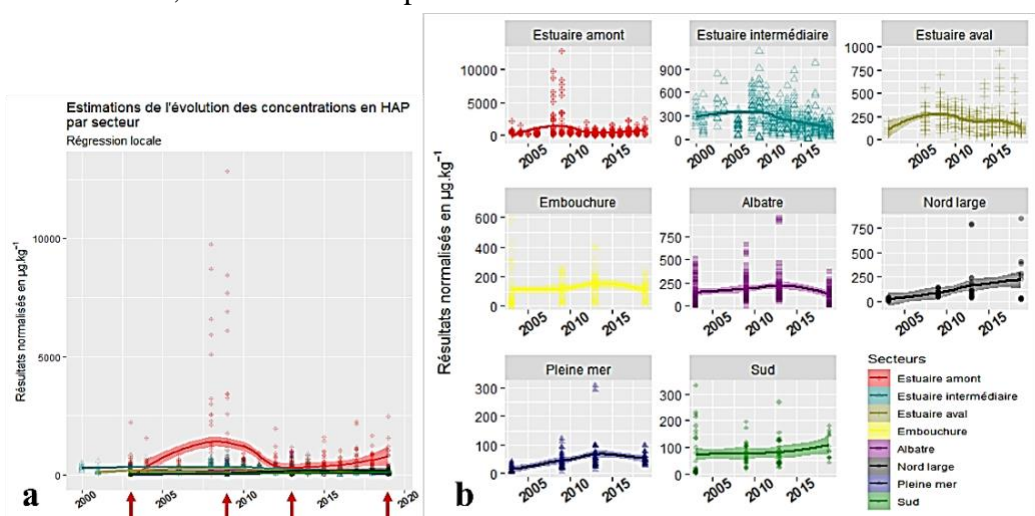 Estimations de l'évolution des concentrations en HAP
par secteur
Régression locale
Résultats normalisés en µg.kg⁻¹
10000
5000
0
2000 2005 2010 2015 2020
a
Résultats normalisés en µg.kg⁻¹
Estuaire amont
10000
5000
0
2005 2010 2015
Estuaire intermédiaire
900
600
300
0
2000 2005 2010 2015
Estuaire aval
1000
750
500
250
0
2005 2010 2015
Embouchure
600
400
200
0
2005 2010 2015
Albatre
750
500
250
0
2005 2010 2015
Nord large
750
500
250
0
2005 2010 2015
Pleine mer
300
200
100
0
2005 2010 2015
Sud
300
200
100
0
2005 2010 2015
Secteurs
Estuaire amont
Estuaire intermédiaire
Estuaire aval
Embouchure
Albatre
Nord large
Pleine mer
Sud
b